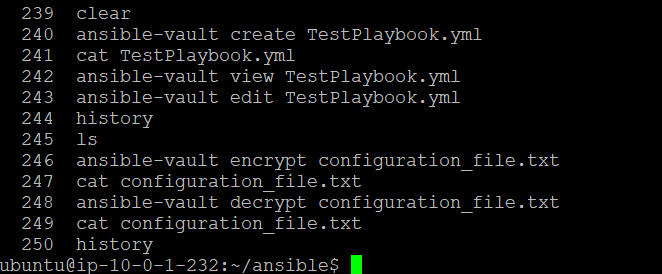 239 clear
240 ansible-vault create TestPlaybook.yml
241 cat TestPlaybook.yml
242 ansible-vault view TestPlaybook.yml
243 ansible-vault edit TestPlaybook.yml
244 history
245 ls
246 ansible-vault encrypt configuration_file.txt
247 cat configuration_file.txt
248 ansible-vault decrypt configuration_file.txt
249 cat configuration_file.txt
250 history
ubuntu@ip-10-0-1-232:~/ansible$